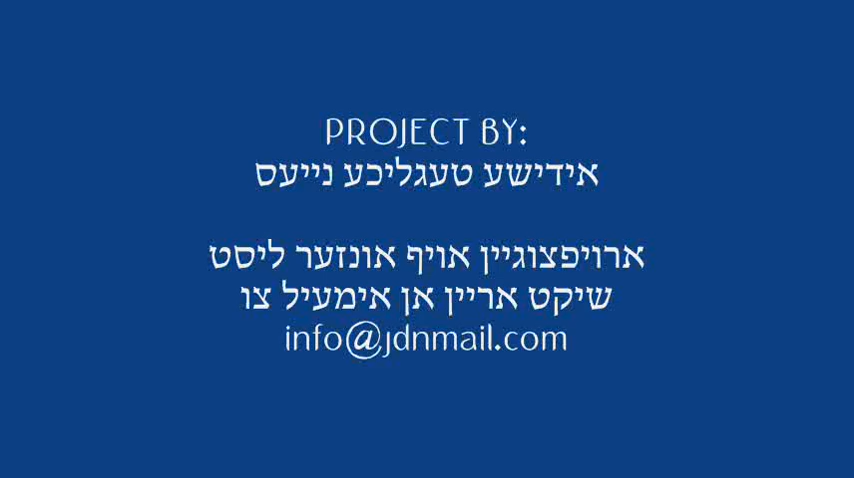 PROJECT BY:
אידישע טעגליכע נייעס
ארויפצוגיין אויף אונזער ליסט
שיקט אריין אן אימעיל צו
info@jdnmail.com